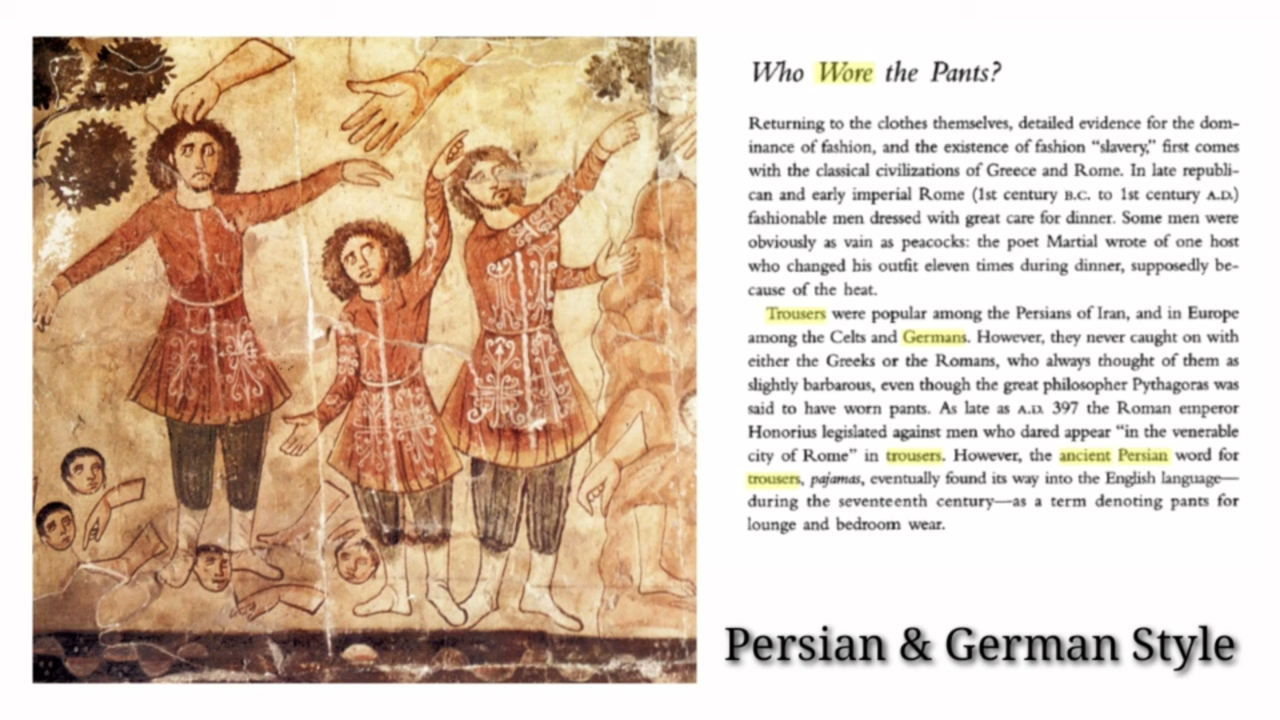 Who Wore the Pants?
Returning to the clothes themselves, detailed evidence for the dom-
inance of fashion, and the existence of fashion “slavery,” first comes
with the classical civilizations of Greece and Rome. In late republi-
can and early imperial Rome (1st century B.C. to 1st century A.D.)
fashionable men dressed with great care for dinner. Some men were
obviously as vain as peacocks: the poet Martial wrote of one host
who changed his outfit eleven times during dinner, supposedly be-
cause of the heat.
Trousers were popular among the Persians of Iran, and in Europe
among the Celts and Germans. However, they never caught on with
either the Greeks or the Romans, who always thought of them as
slightly barbarous, even though the great philosopher Pythagoras was
said to have worn pants. As late as A.D. 397 the Roman emperor
Honorius legislated against men who dared appear “in the venerable
city of Rome” in trousers. However, the ancient Persian word for
trousers, pajamas, eventually found its way into the English language—
during the seventeenth century—as a term denoting pants for
lounge and bedroom wear.
Persian & German Style